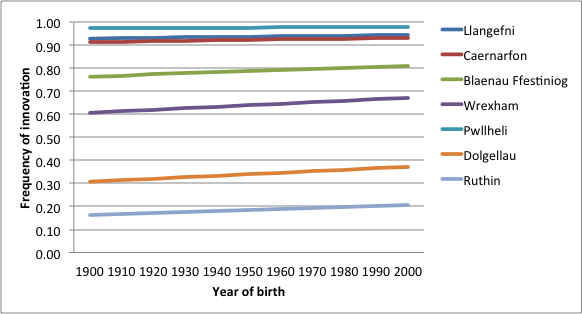 1.00
0.90
0.80
0.70
0.60
0.50
0.40
0.30
0.20
0.10
0.00
Frequency of innovation
1900 1910 1920 1930 1940 1950 1960 1970 1980 1990 2000
Year of birth
Llangefni
Caernarfon
Blaenau Ffestiniog
Wrexham
Pwllheli
Dolgellau
Ruthin